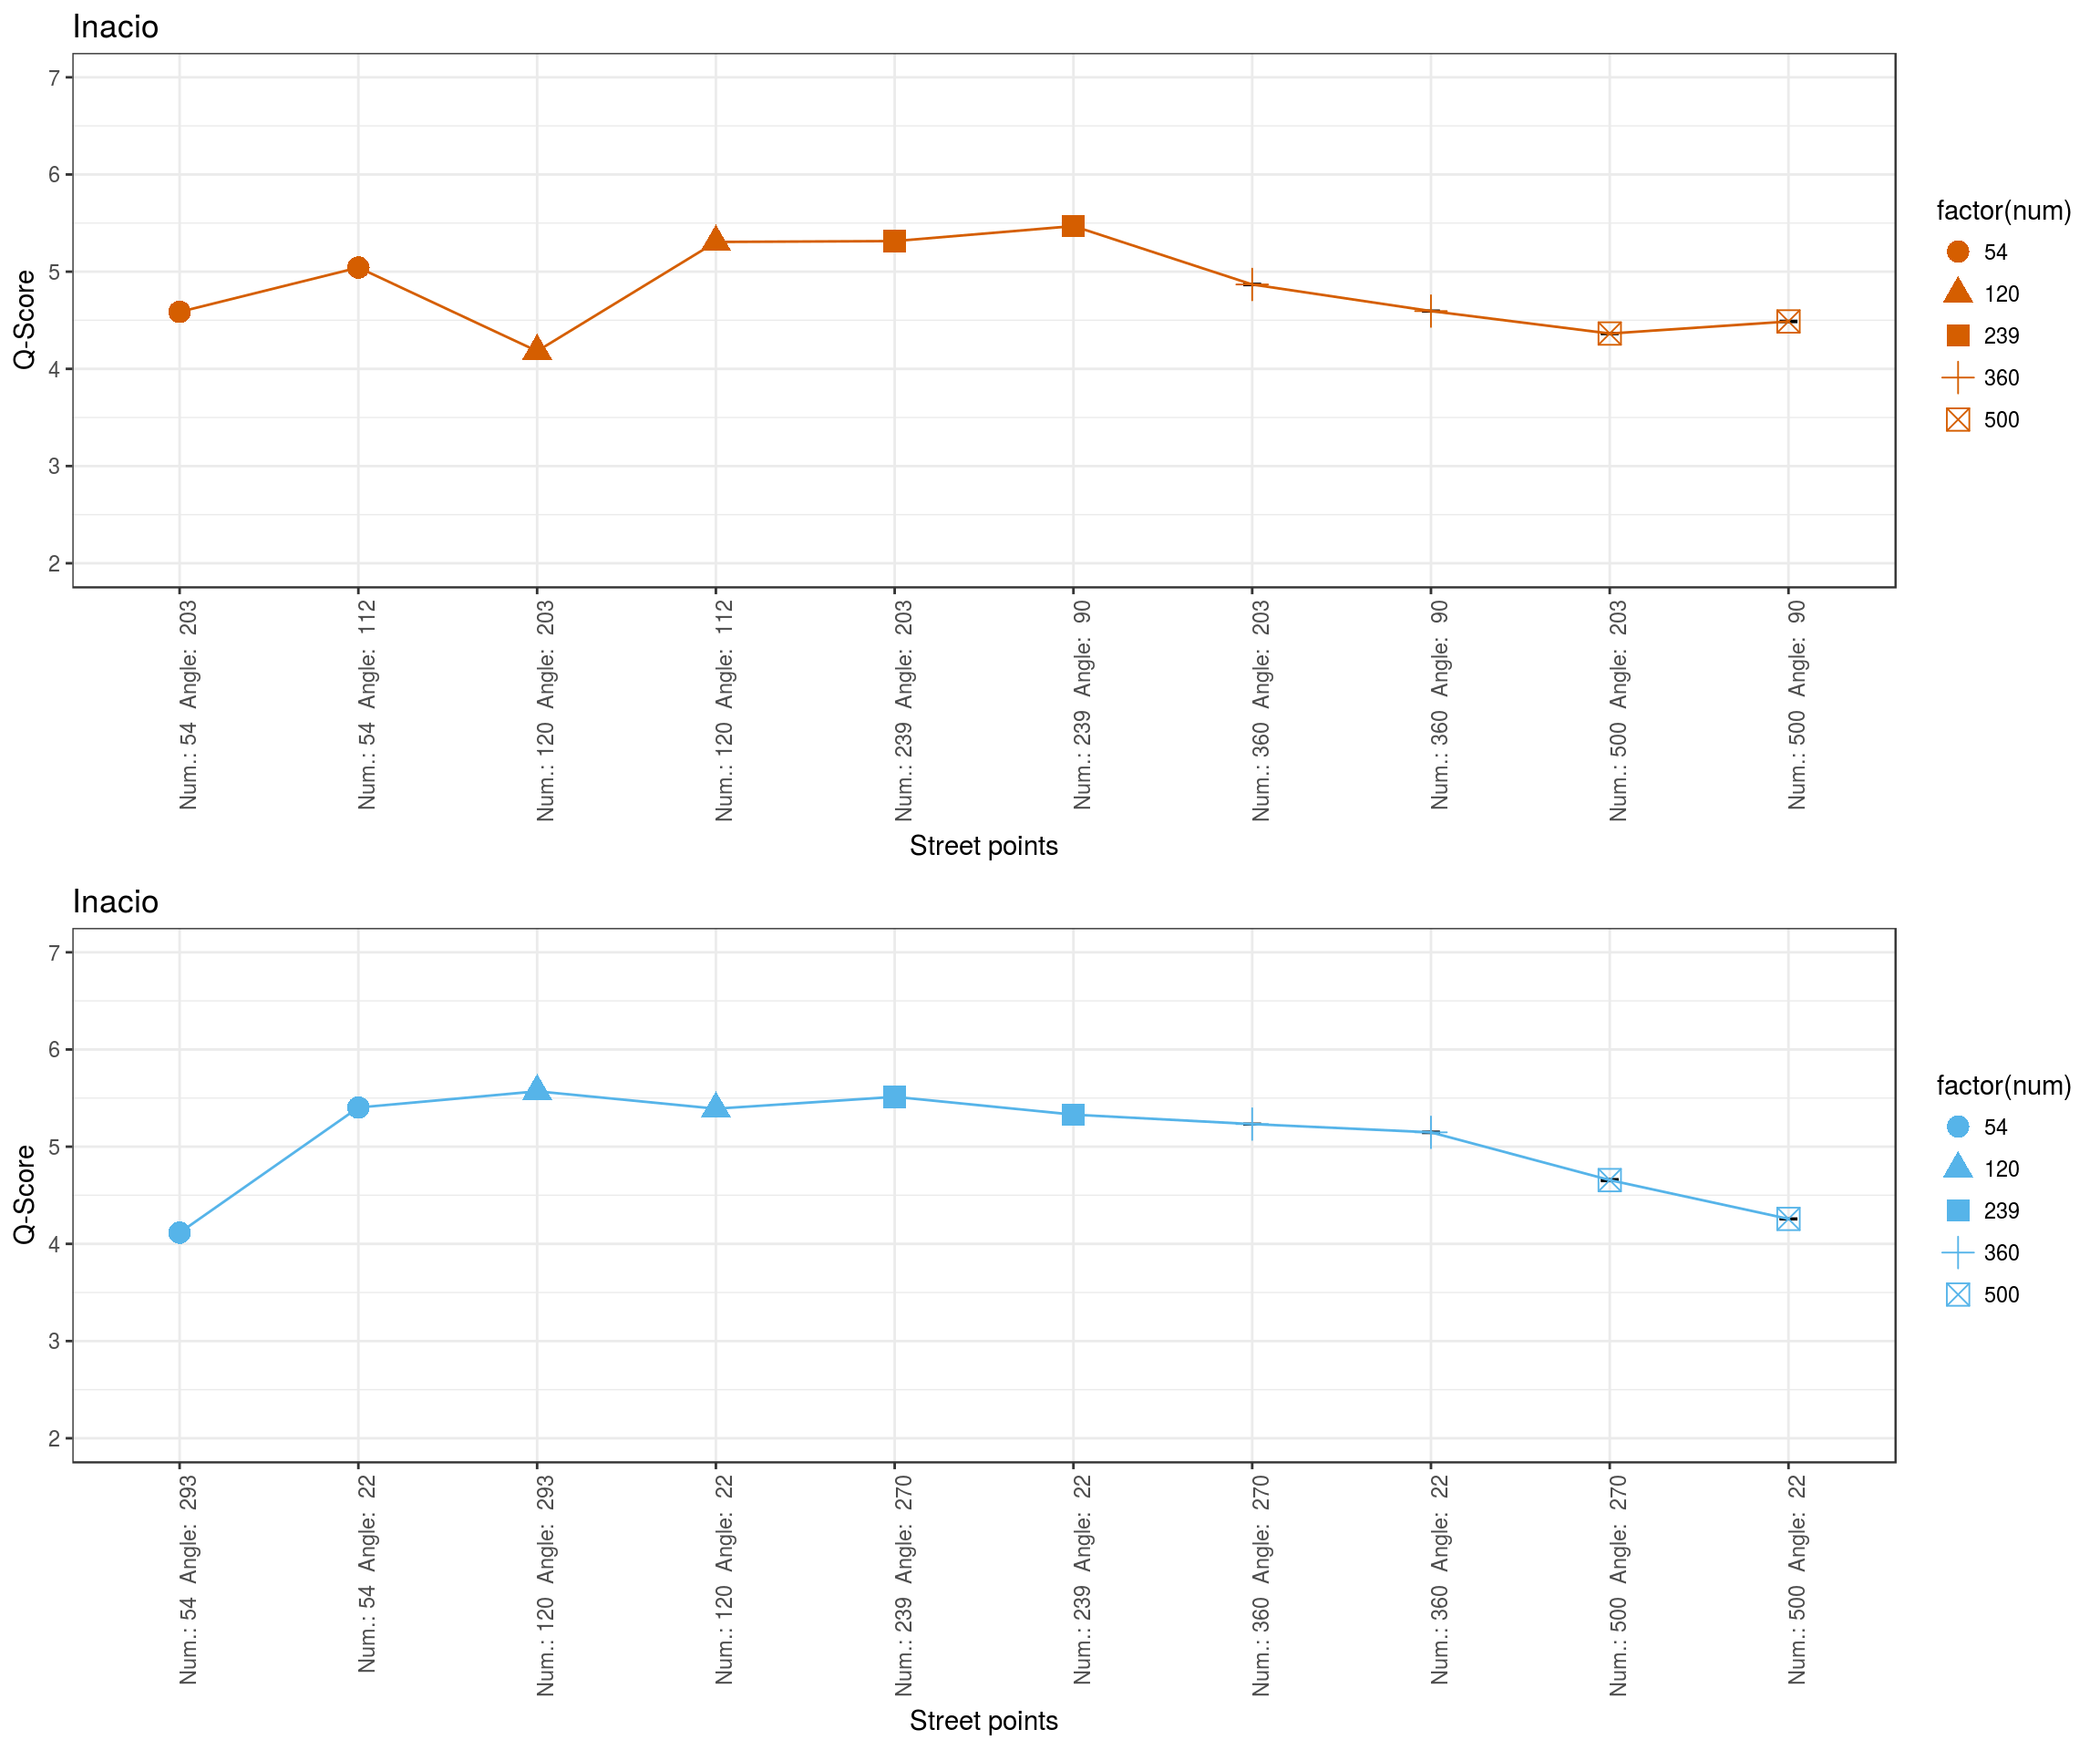 Inacio
7
6
5
4
3
2
Q-Score
Num.: 54 Angle: 203
Num.: 54 Angle: 112
Num.: 120 Angle: 203
Num.: 120 Angle: 112
Num.: 239 Angle: 203
Num.: 239 Angle: 90
Num.: 360 Angle: 203
Num.: 360 Angle: 90
Num.: 500 Angle: 203
Num.: 500 Angle: 90
Street points
factor(num)
54
120
239
360
500
Inacio
7
6
5
4
3
2
Q-Score
Num.: 54 Angle: 293
Num.: 54 Angle: 22
Num.: 120 Angle: 293
Num.: 120 Angle: 22
Num.: 239 Angle: 270
Num.: 239 Angle: 22
Num.: 360 Angle: 270
Num.: 360 Angle: 22
Num.: 500 Angle: 270
Num.: 500 Angle: 22
Street points
factor(num)
54
120
239
360
500